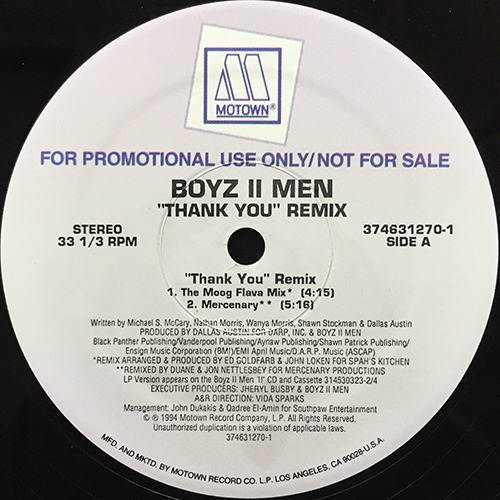 MOTOWN®
FOR PROMOTIONAL USE ONLY/NOT FOR SALE
BOYZ II MEN
"THANK YOU" REMIX
STEREO
33 1/3 RPM
374631270-1
SIDE A
"Thank You" Remix
1. The Moog Flava Mix* (4:15)
2. Mercenary** (5:16)
Written by Michael S. McCary, Nathan Morris, Wanya Morris, Shawn Stockman & Dallas Austin
PRODUCED BY DALLAS AUSTIN FOR DARP, INC. & BOYZ II MEN
Black Panther Publishing/Vanderpool Publishing/Aynaw Publishing/Shawn Patrick Publishing/
Ensign Music Corporation (BMI)/EMI April Music/D.A.R.P. Music (ASCAP)
*REMIX ARRANGED & PRODUCED BY ED GOLDFARB & JOHN LOKEN FOR SPAH'S KITCHEN
**REMIXED BY DUANE & JON NETTLESBEY FOR MERCENARY PRODUCTIONS
LP Version appears on the Boyz II Men 'II' CD and Cassette 314530323-2/4
EXECUTIVE PRODUCERS: JHERYL BUSBY & BOYZ II MEN
A&R DIRECTION: VIDA SPARKS
Management: John Dukakis & Qadree El-Amin for Southpaw Entertainment
© ℗ 1994 Motown Record Company, L.P. All Rights Reserved.
Unauthorized duplication is a violation of applicable laws.
374631270-1
MFD. AND MKTD. BY MOTOWN RECORD CO. L.P. LOS ANGELES, CA 90028-U.S.A.